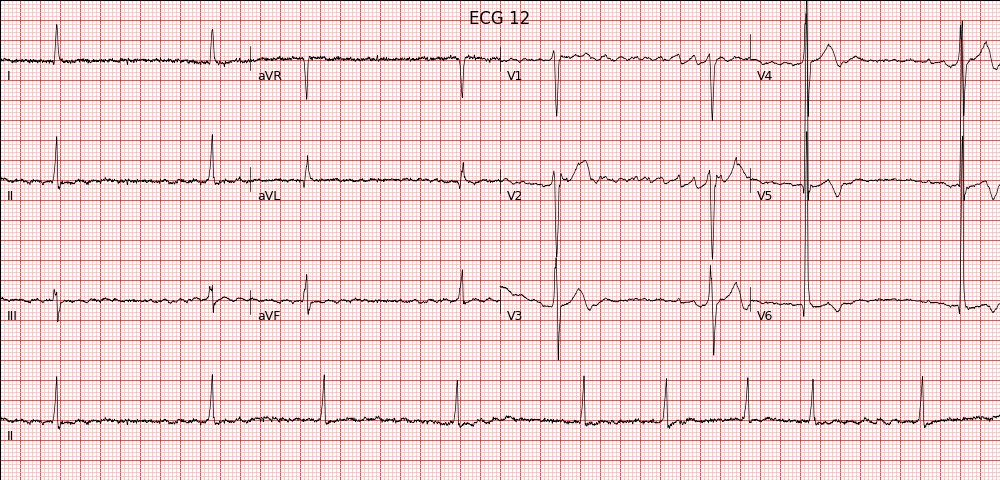 ECG 12
I aVR V1 V4
II aVL V2 V5
III aVF V3 V6
II